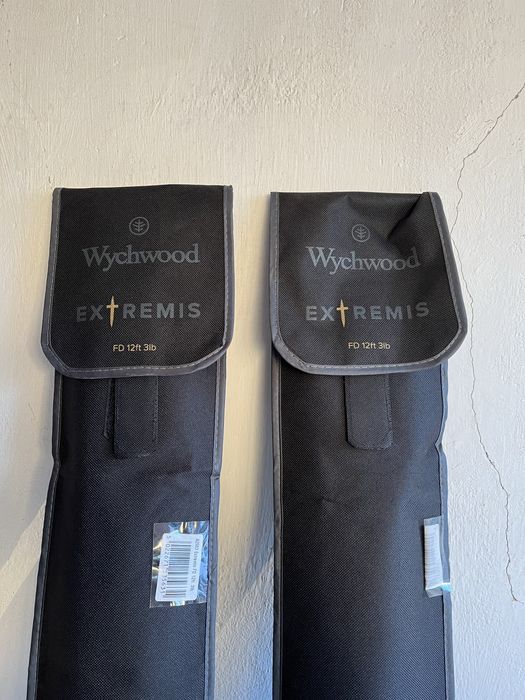 Wychwood
EXTREMIS
FD 12ft 3lb
Wychwood
EXTREMIS
FD 12ft 3lb